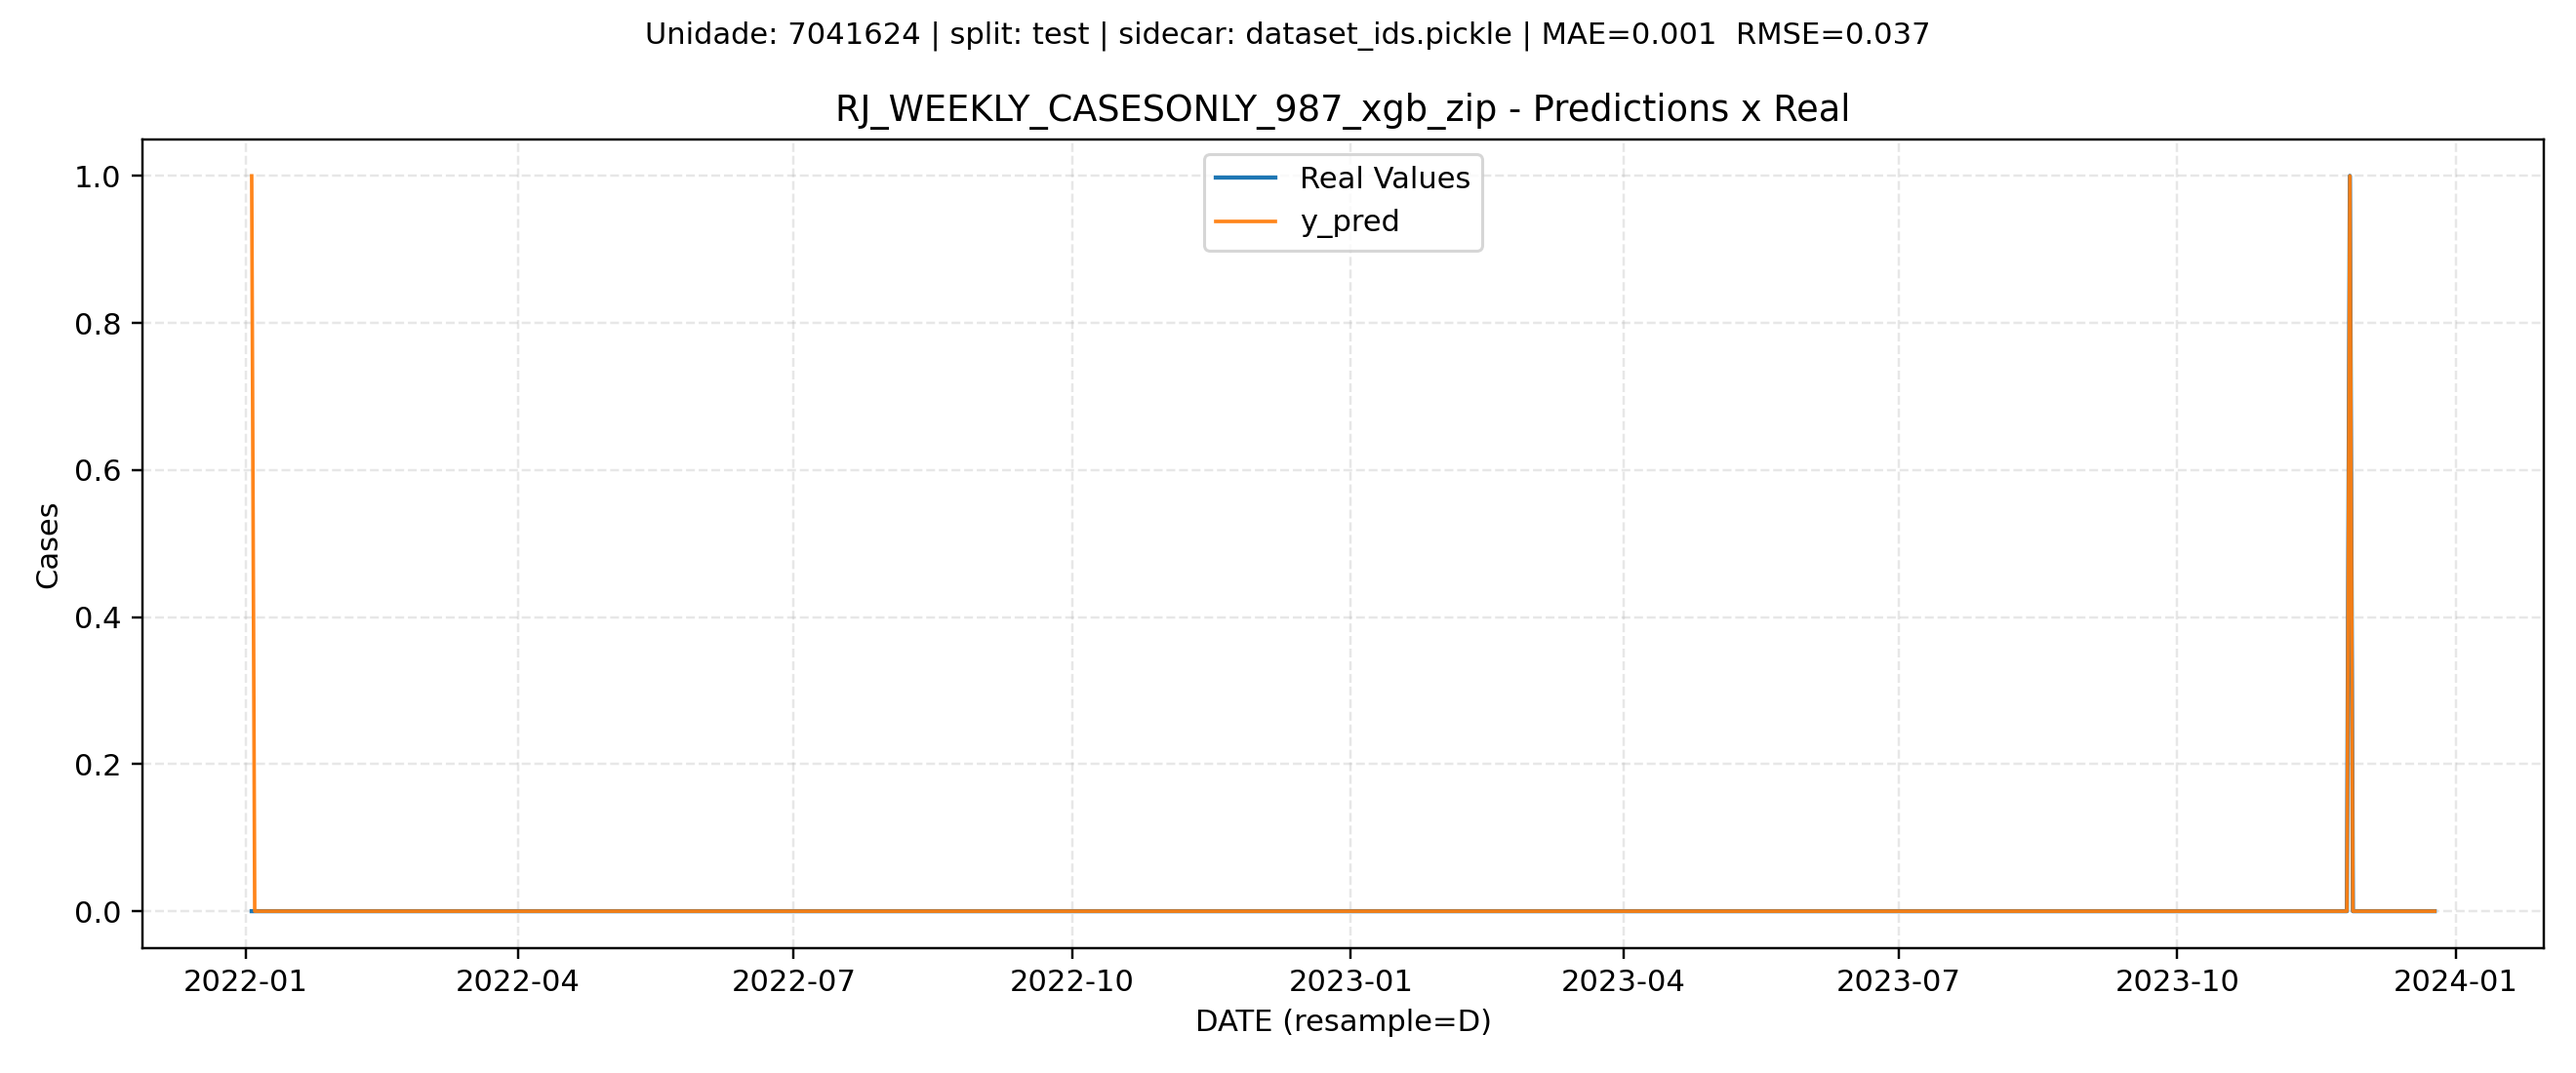 Unidade: 7041624 | split: test | sidecar: dataset_ids.pickle | MAE=0.001  RMSE=0.037
RJ_WEEKLY_CASESONLY_987_xgb_zip - Predictions x Real
Real Values
y_pred
1.0
0.8
0.6
0.4
0.2
0.0
Cases
2022-01 2022-04 2022-07 2022-10 2023-01 2023-04 2023-07 2023-10 2024-01
DATE (resample=D)